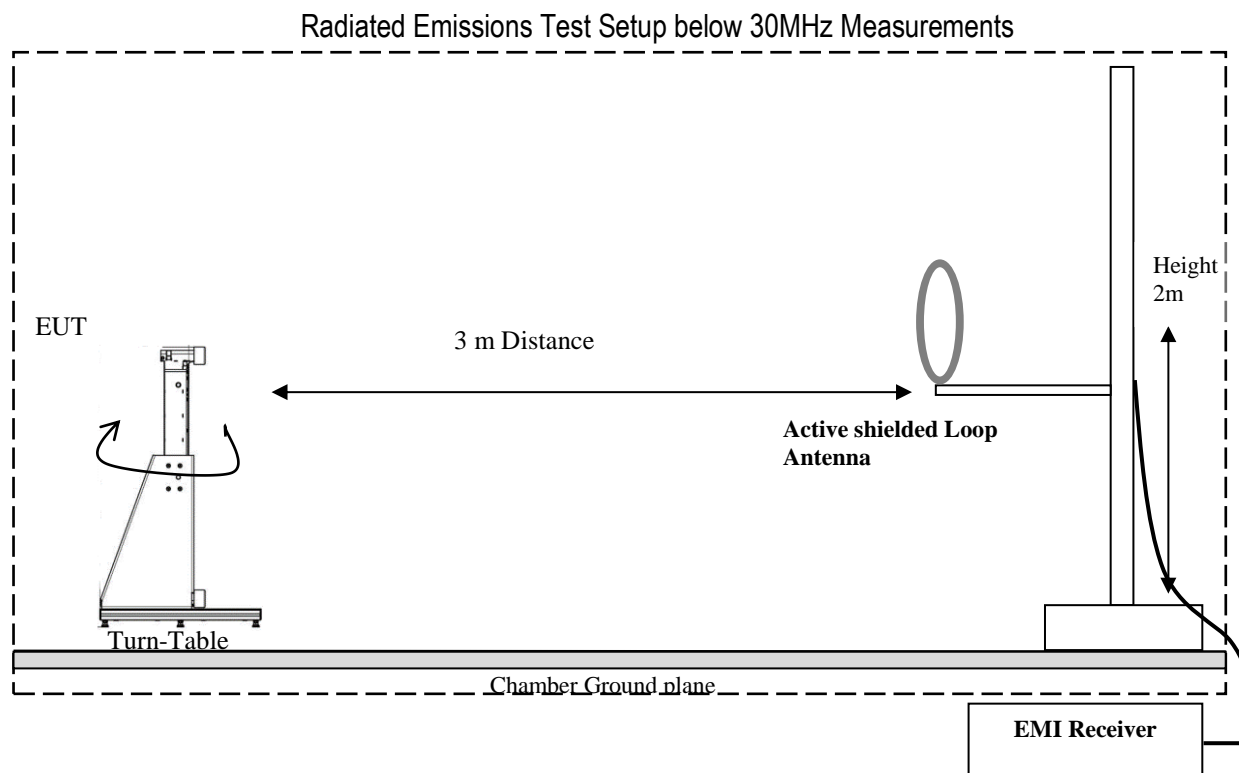 Radiated Emissions Test Setup below 30MHz Measurements
Height
2m
EUT
3 m Distance
Active shielded Loop
Antenna
Turn-Table
Chamber Ground plane
EMI Receiver